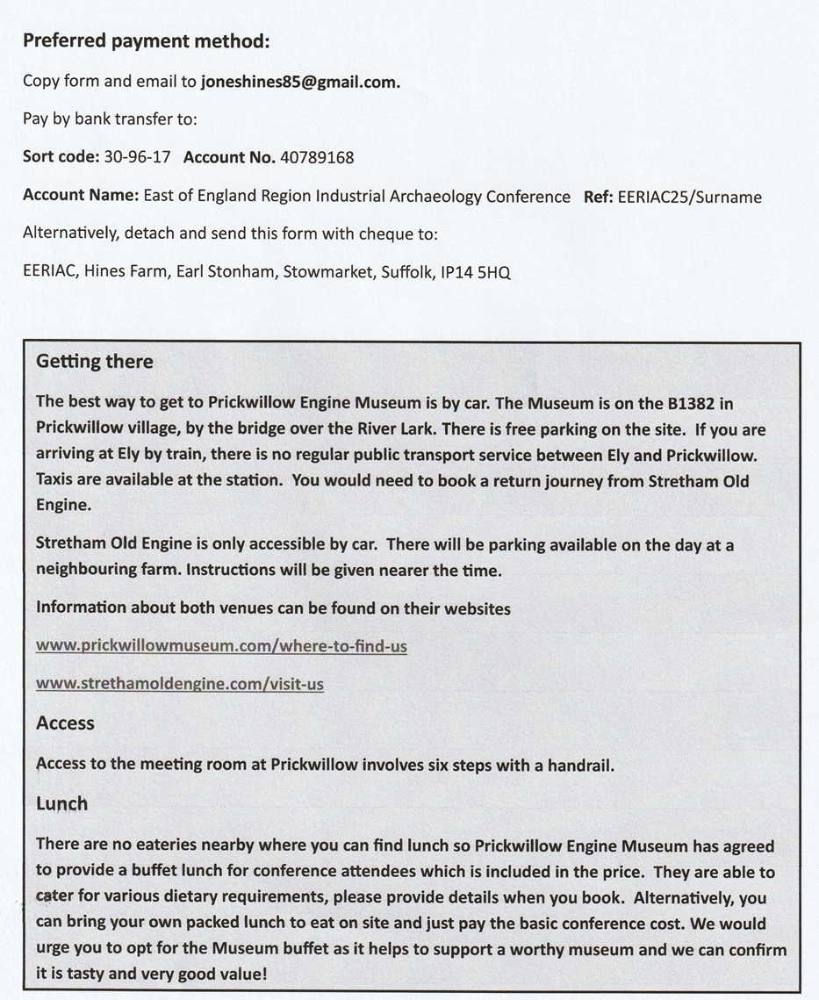 Preferred payment method:
Copy form and email to joneshines85@gmail.com.
Pay by bank transfer to:
Sort code: 30-96-17 Account No. 40789168
Account Name: East of England Region Industrial Archaeology Conference Ref: EERIAC25/Surname
Alternatively, detach and send this form with cheque to:
EERIAC, Hines Farm, Earl Stonham, Stowmarket, Suffolk, IP14 5HQ
Getting there
The best way to get to Prickwillow Engine Museum is by car. The Museum is on the B1382 in
Prickwillow village, by the bridge over the River Lark. There is free parking on the site. If you are
arriving at Ely by train, there is no regular public transport service between Ely and Prickwillow.
Taxis are available at the station. You would need to book a return journey from Stretham Old
Engine.
Stretham Old Engine is only accessible by car. There will be parking available on the day at a
neighbouring farm. Instructions will be given nearer the time.
Information about both venues can be found on their websites
www.prickwillowmuseum.com/where-to-find-us
www.strethamoldengine.com/visit-us
Access
Access to the meeting room at Prickwillow involves six steps with a handrail.
Lunch
There are no eateries nearby where you can find lunch so Prickwillow Engine Museum has agreed
to provide a buffet lunch for conference attendees which is included in the price. They are able to
cater for various dietary requirements, please provide details when you book. Alternatively, you
can bring your own packed lunch to eat on site and just pay the basic conference cost. We would
urge you to opt for the Museum buffet as it helps to support a worthy museum and we can confirm
it is tasty and very good value!